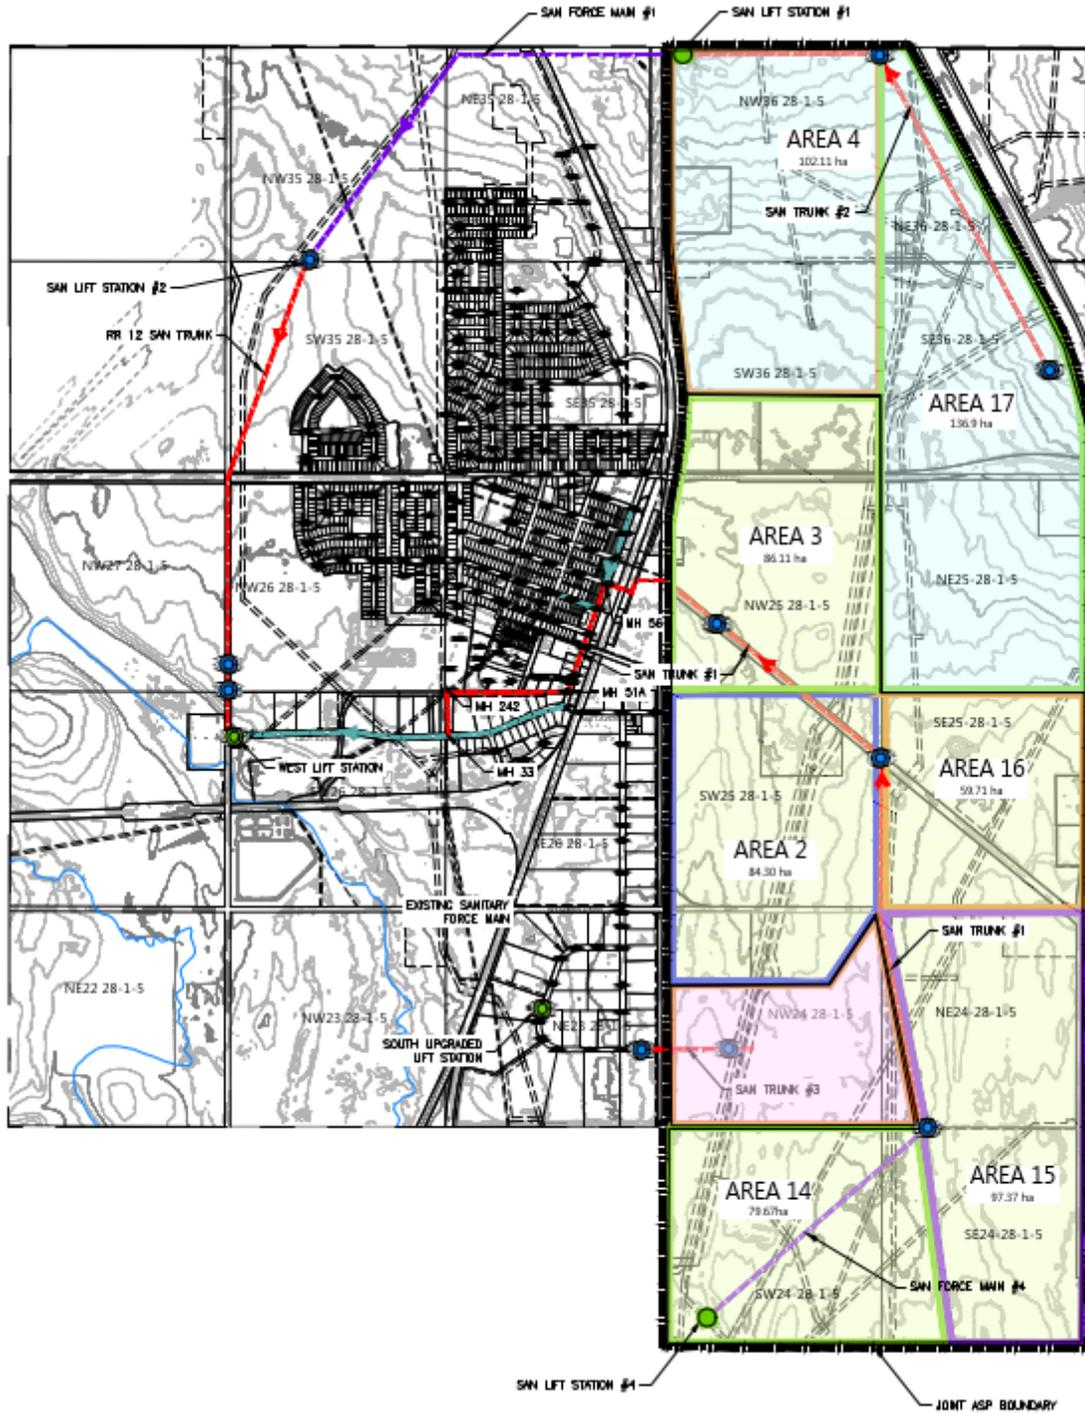 SAN FORCE MAIN #1
SAN LIFT STATION #1
NE35 28-1-5
NW36 28-1-5
AREA 4
102.11 ha
NW35 28-1-5
SAN TRUNK #2
NE36-28-1-5
SAN LIFT STATION #2
RR 12 SAN TRUNK
SW35 28-1-5
SE36-28-1-5
SW36 28-1-5
SE35 28-1-5
AREA 17
136.9 ha
AREA 3
86.11 ha
NW27 28-1-5
NW26 28-1-5
NE25-28-1-5
NW25 28-1-5
MH 56
SAN TRUNK #1
MH 51A
MH 242
SE25-28-1-5
WEST LIFT STATION
MH 33
AREA 16
59.71 ha
SW25 28-1-5
SE26 28-1-5
AREA 2
84.30 ha
EXISTING SANITARY
FORCE MAIN
SAN TRUNK #1
NE22 28-1-5
NW23 28-1-5
NE23 28-1-5
NW24 28-1-5
NE24-28-1-5
SOUTH UPGRADED
LIFT STATION
SAN TRUNK #3
AREA 14
79.67ha
AREA 15
97.37 ha
SE24-28-1-5
SW24-28-1-5
SAN FORCE MAIN #4
SAN LIFT STATION #4
JOINT ASP BOUNDARY